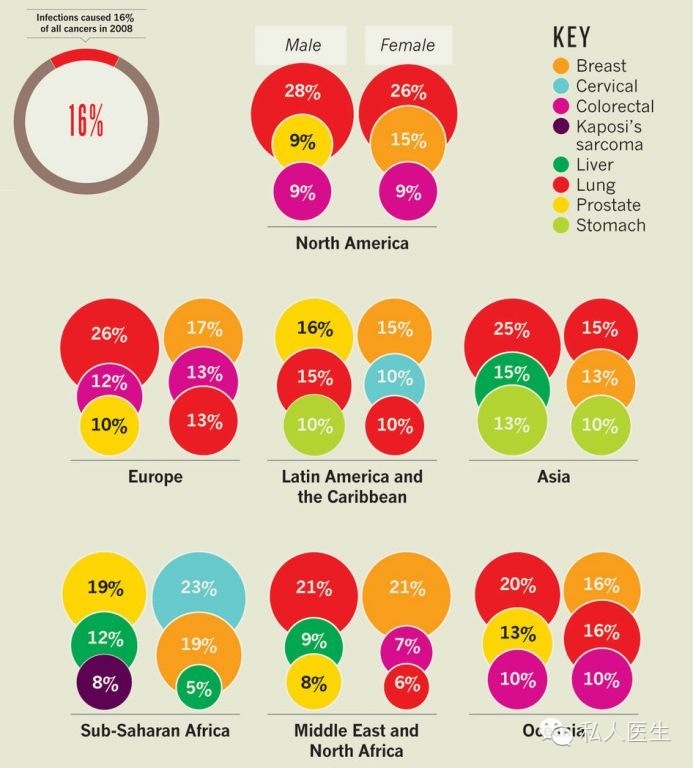 Infections caused 16%
of all cancers in 2008
16%
Male
Female
28%
26%
9%
15%
9%
9%
North America
KEY
Breast
Cervical
Colorectal
Kaposi's
sarcoma
Liver
Lung
Prostate
Stomach
26%
17%
12%
13%
10%
13%
Europe
16%
15%
15%
10%
10%
10%
Latin America and
the Caribbean
25%
15%
15%
13%
13%
10%
Asia
19%
23%
12%
19%
8%
5%
Sub-Saharan Africa
21%
21%
9%
7%
8%
6%
Middle East and
North Africa
20%
16%
13%
16%
10%
10%
私人医生